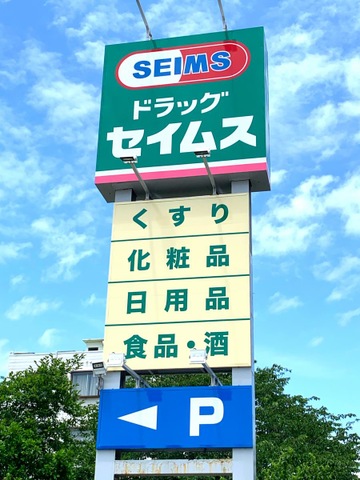 SEIMS
ドラッグ
セイムス
くすり
化粧品
日用品
食品・酒
P